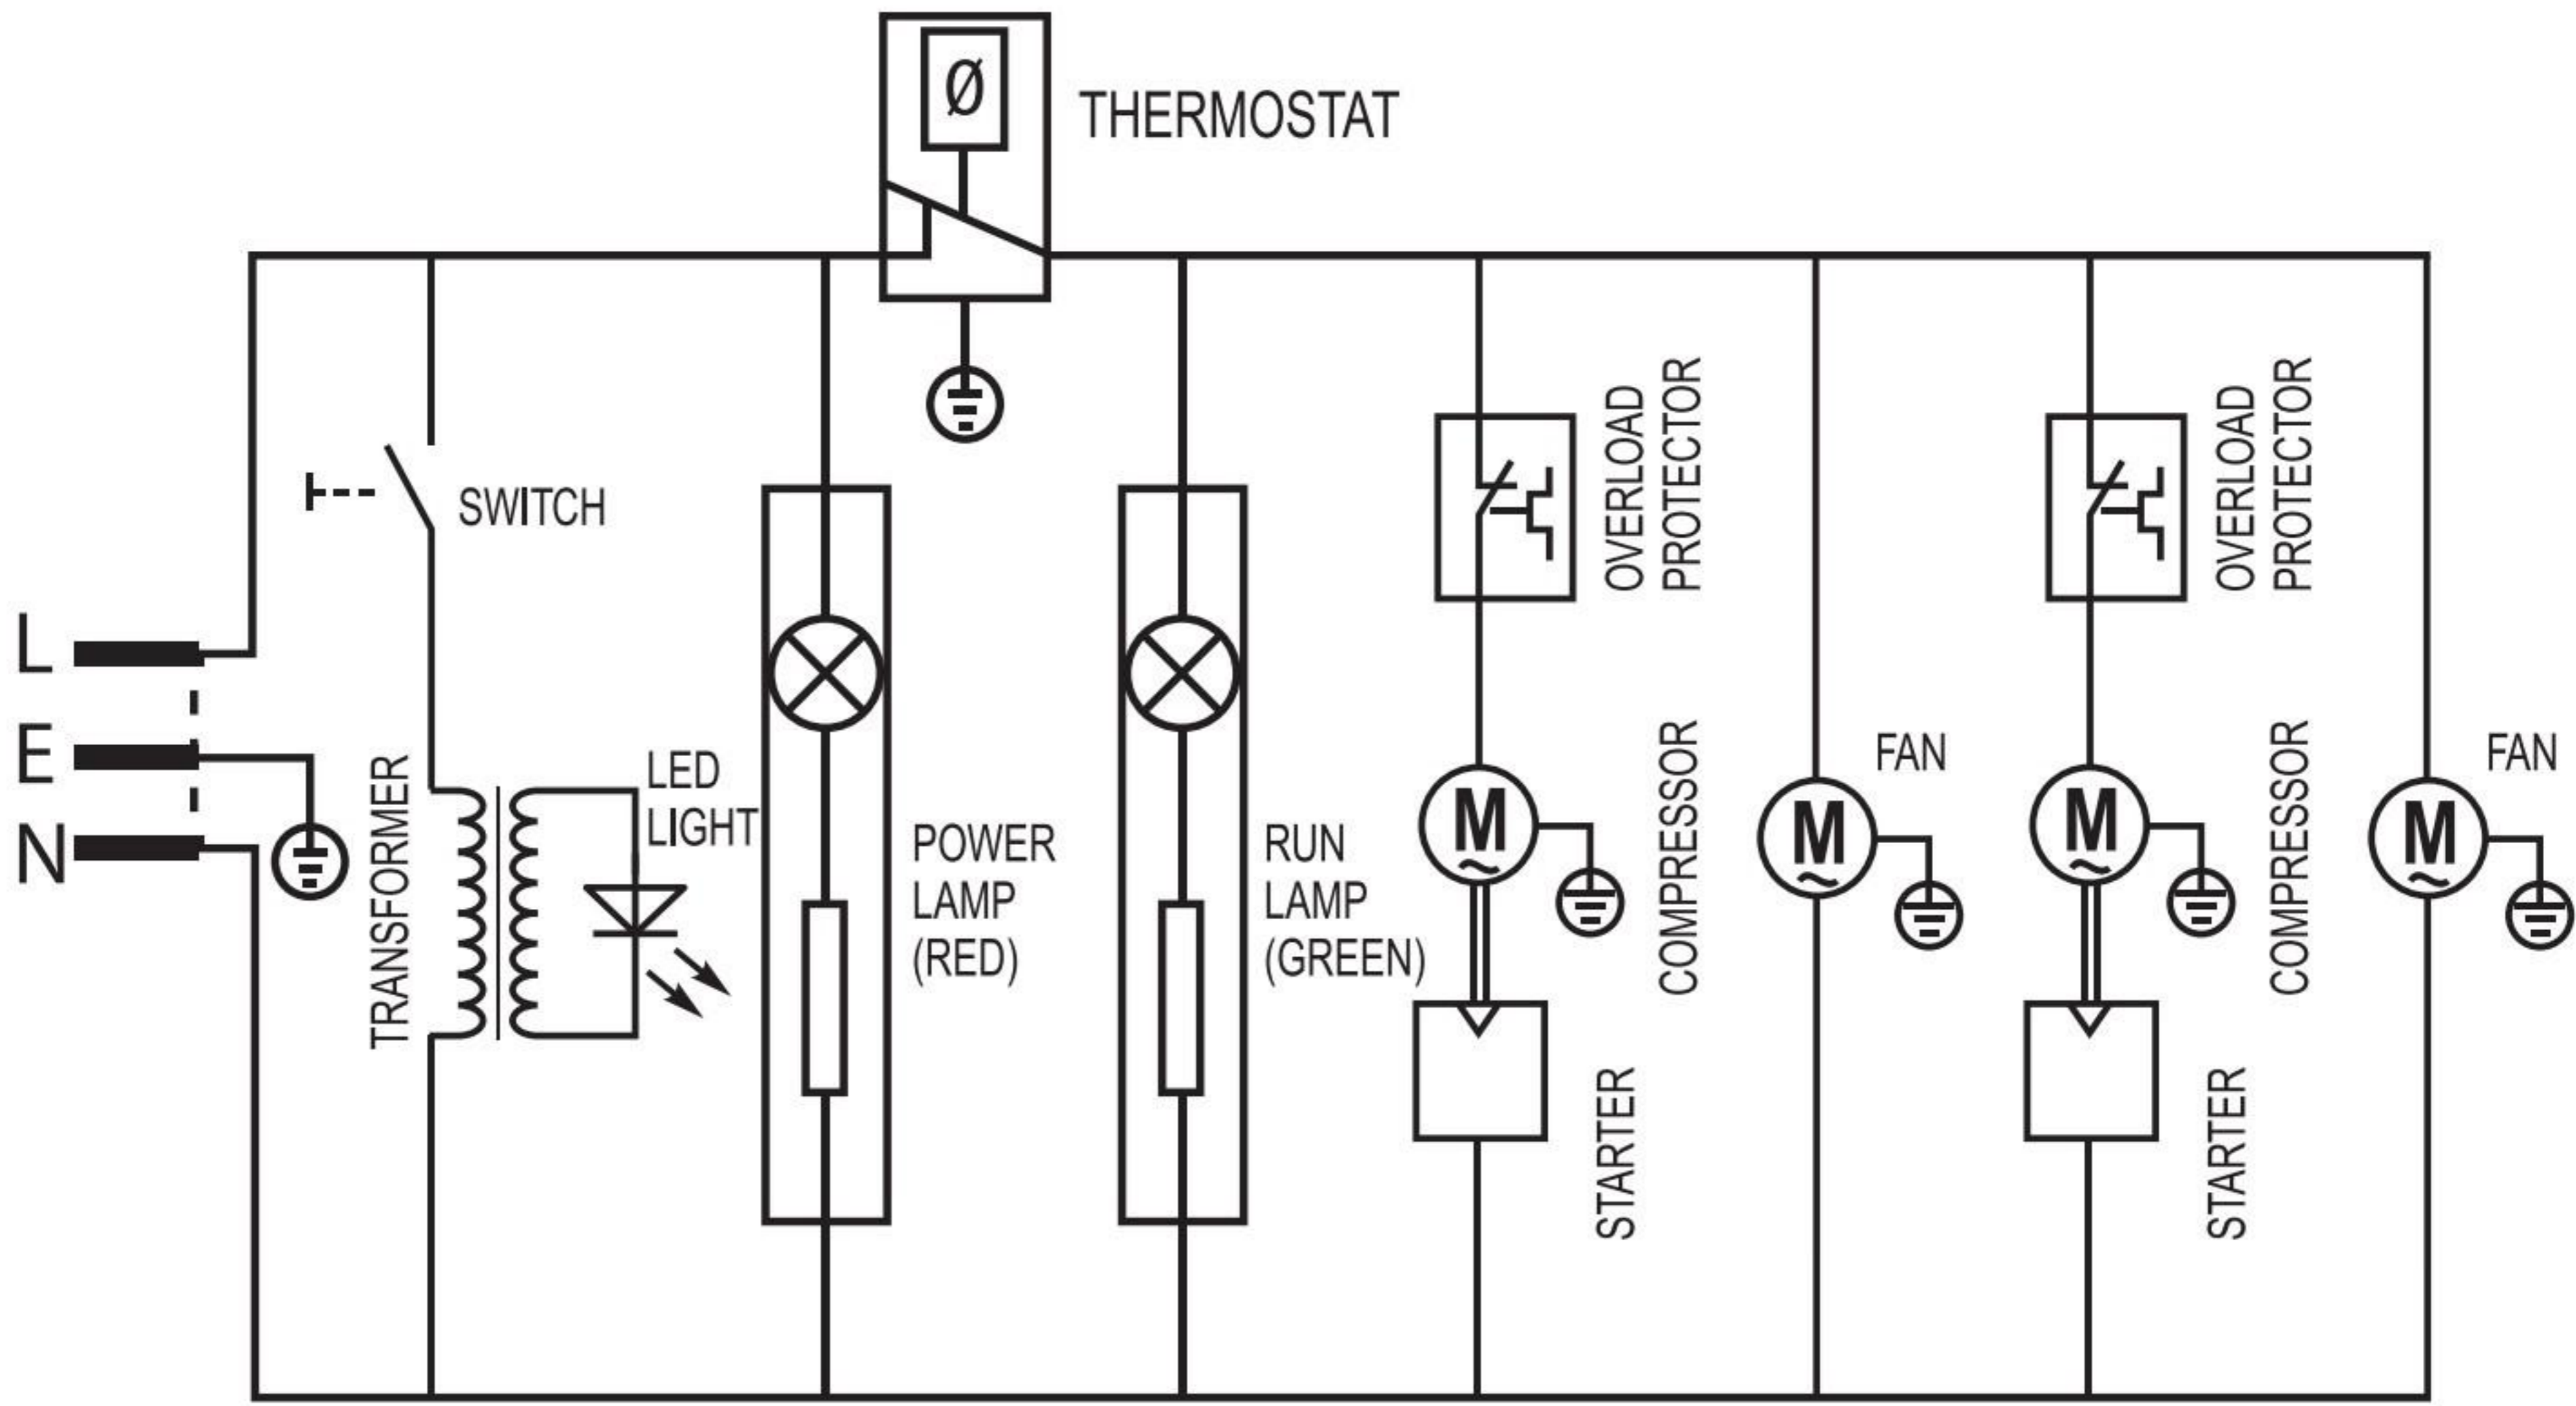 Ø
THERMOSTAT
SWITCH
L
E
N
TRANSFORMER
LED
LIGHT
POWER
LAMP
(RED)
RUN
LAMP
(GREEN)
OVERLOAD
PROTECTOR
M
COMPRESSOR
STARTER
FAN
M
OVERLOAD
PROTECTOR
M
COMPRESSOR
STARTER
FAN
M